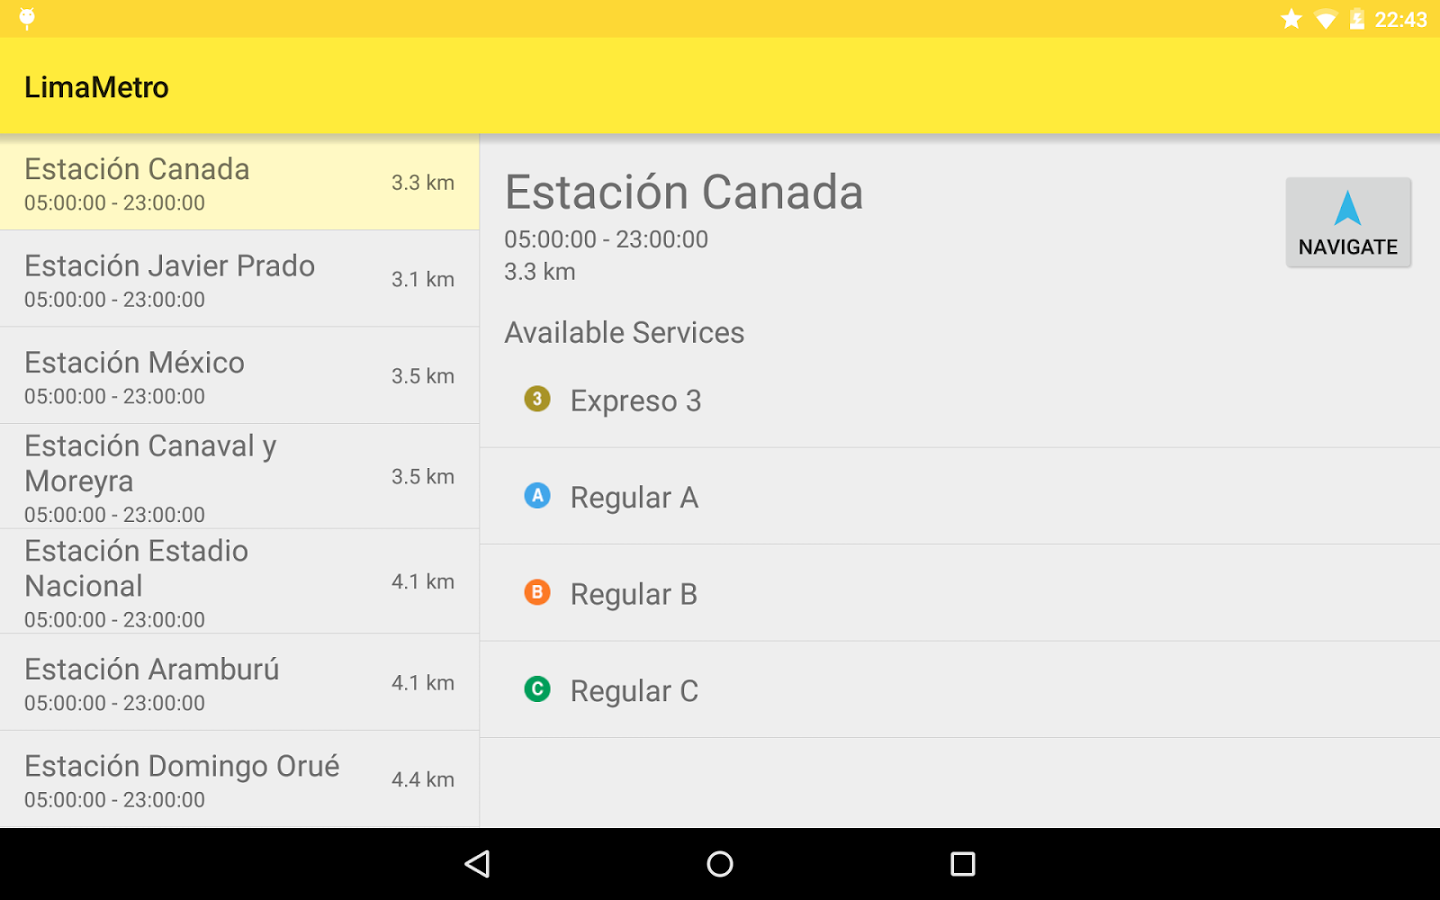 22:43
LimaMetro
Estación Canada
05:00:00 - 23:00:00
3.3 km
Estación Javier Prado
05:00:00 - 23:00:00
3.1 km
Estación México
05:00:00 - 23:00:00
3.5 km
Estación Canaval y
Moreyra
05:00:00 - 23:00:00
3.5 km
Estación Estadio
Nacional
05:00:00 - 23:00:00
4.1 km
Estación Aramburú
05:00:00 - 23:00:00
4.1 km
Estación Domingo Orué
05:00:00 - 23:00:00
4.4 km
Estación Canada
05:00:00 - 23:00:00
3.3 km
NAVIGATE
Available Services
3 Expreso 3
A Regular A
B Regular B
C Regular C